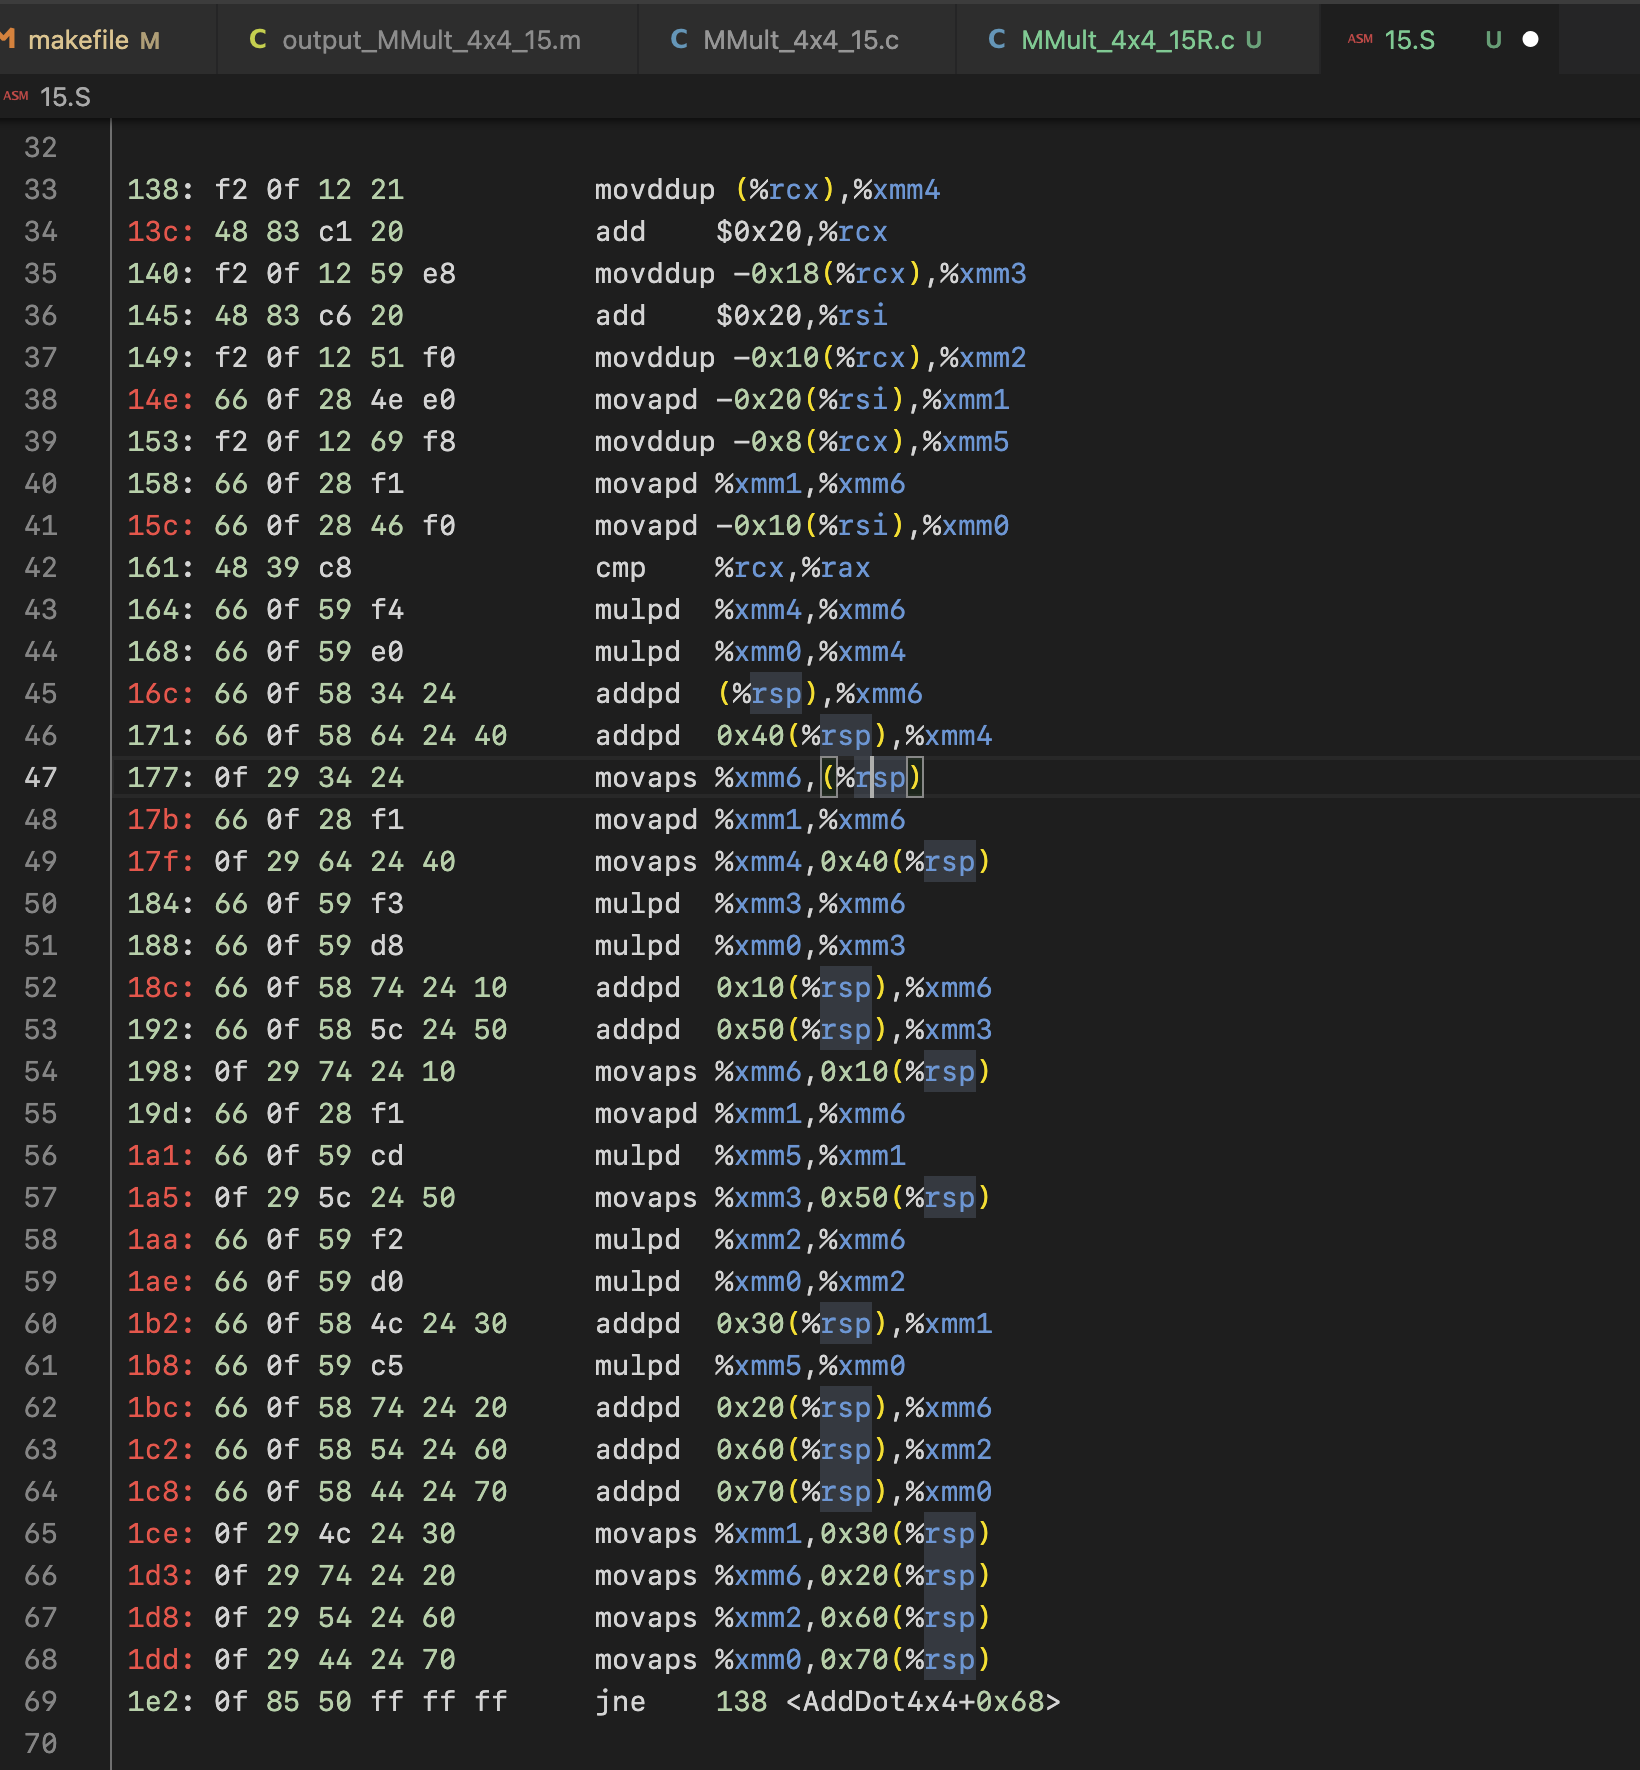 makefile M
C output_MMult_4x4_15.m
C MMult_4x4_15.c
C MMult_4x4_15R.c U
ASM 15.S U
ASM 15.S
32
33 138: f2 0f 12 21 movddup (%rcx),%xmm4
34 13c: 48 83 c1 20 add $0x20,%rcx
35 140: f2 0f 12 59 e8 movddup -0x18(%rcx),%xmm3
36 145: 48 83 c6 20 add $0x20,%rsi
37 149: f2 0f 12 51 f0 movddup -0x10(%rcx),%xmm2
38 14e: 66 0f 28 4e e0 movapd -0x20(%rsi),%xmm1
39 153: f2 0f 12 69 f8 movddup -0x8(%rcx),%xmm5
40 158: 66 0f 28 f1 movapd %xmm1,%xmm6
41 15c: 66 0f 28 46 f0 movapd -0x10(%rsi),%xmm0
42 161: 48 39 c8 cmp %rcx,%rax
43 164: 66 0f 59 f4 mulpd %xmm4,%xmm6
44 168: 66 0f 59 e0 mulpd %xmm0,%xmm4
45 16c: 66 0f 58 34 24 addpd (%rsp),%xmm6
46 171: 66 0f 58 64 24 40 addpd 0x40(%rsp),%xmm4
47 177: 0f 29 34 24 movaps %xmm6,(%rsp)
48 17b: 66 0f 28 f1 movapd %xmm1,%xmm6
49 17f: 0f 29 64 24 40 movaps %xmm4,0x40(%rsp)
50 184: 66 0f 59 f3 mulpd %xmm3,%xmm6
51 188: 66 0f 59 d8 mulpd %xmm0,%xmm3
52 18c: 66 0f 58 74 24 10 addpd 0x10(%rsp),%xmm6
53 192: 66 0f 58 5c 24 50 addpd 0x50(%rsp),%xmm3
54 198: 0f 29 74 24 10 movaps %xmm6,0x10(%rsp)
55 19d: 66 0f 28 f1 movapd %xmm1,%xmm6
56 1a1: 66 0f 59 cd mulpd %xmm5,%xmm1
57 1a5: 0f 29 5c 24 50 movaps %xmm3,0x50(%rsp)
58 1aa: 66 0f 59 f2 mulpd %xmm2,%xmm6
59 1ae: 66 0f 59 d0 mulpd %xmm0,%xmm2
60 1b2: 66 0f 58 4c 24 30 addpd 0x30(%rsp),%xmm1
61 1b8: 66 0f 59 c5 mulpd %xmm5,%xmm0
62 1bc: 66 0f 58 74 24 20 addpd 0x20(%rsp),%xmm6
63 1c2: 66 0f 58 54 24 60 addpd 0x60(%rsp),%xmm2
64 1c8: 66 0f 58 44 24 70 addpd 0x70(%rsp),%xmm0
65 1ce: 0f 29 4c 24 30 movaps %xmm1,0x30(%rsp)
66 1d3: 0f 29 74 24 20 movaps %xmm6,0x20(%rsp)
67 1d8: 0f 29 54 24 60 movaps %xmm2,0x60(%rsp)
68 1dd: 0f 29 44 24 70 movaps %xmm0,0x70(%rsp)
69 1e2: 0f 85 50 ff ff ff jne 138 <AddDot4x4+0x68>
70